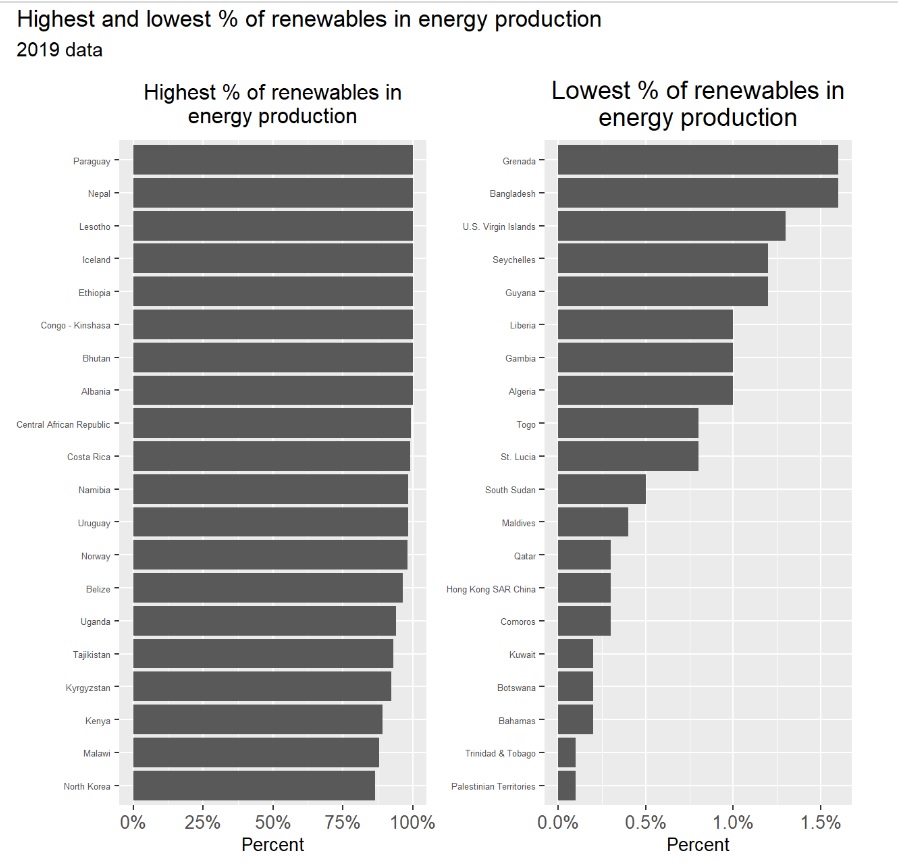 Highest and lowest % of renewables in energy production
2019 data
Highest % of renewables in
energy production
Paraguay
Nepal
Lesotho
Iceland
Ethiopia
Congo - Kinshasa
Bhutan
Albania
Central African Republic
Costa Rica
Namibia
Uruguay
Norway
Belize
Uganda
Tajikistan
Kyrgyzstan
Kenya
Malawi
North Korea
0% 25% 50% 75% 100%
Percent
Lowest % of renewables in
energy production
Grenada
Bangladesh
U.S. Virgin Islands
Seychelles
Guyana
Liberia
Gambia
Algeria
Togo
St. Lucia
South Sudan
Maldives
Qatar
Hong Kong SAR China
Comoros
Kuwait
Botswana
Bahamas
Trinidad & Tobago
Palestinian Territories
0.0% 0.5% 1.0% 1.5%
Percent